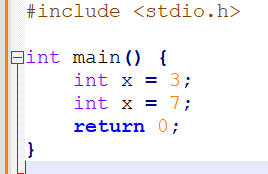 #include <stdio.h>

int main() {
    int x = 3;
    int x = 7;
    return 0;
}